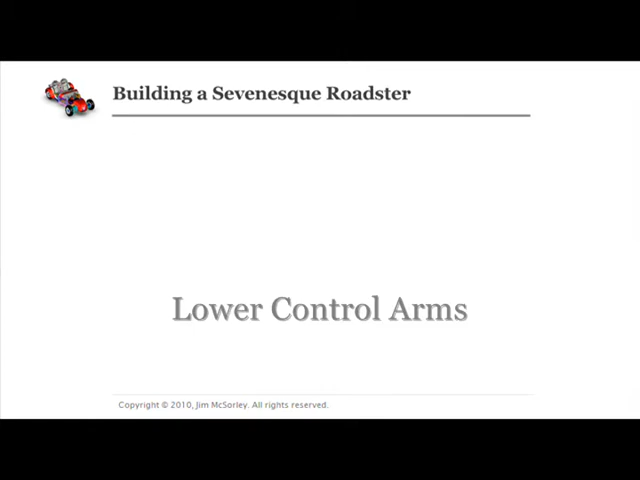 Building a Sevenesque Roadster
Lower Control Arms
Copyright © 2010, Jim McSorley. All rights reserved.